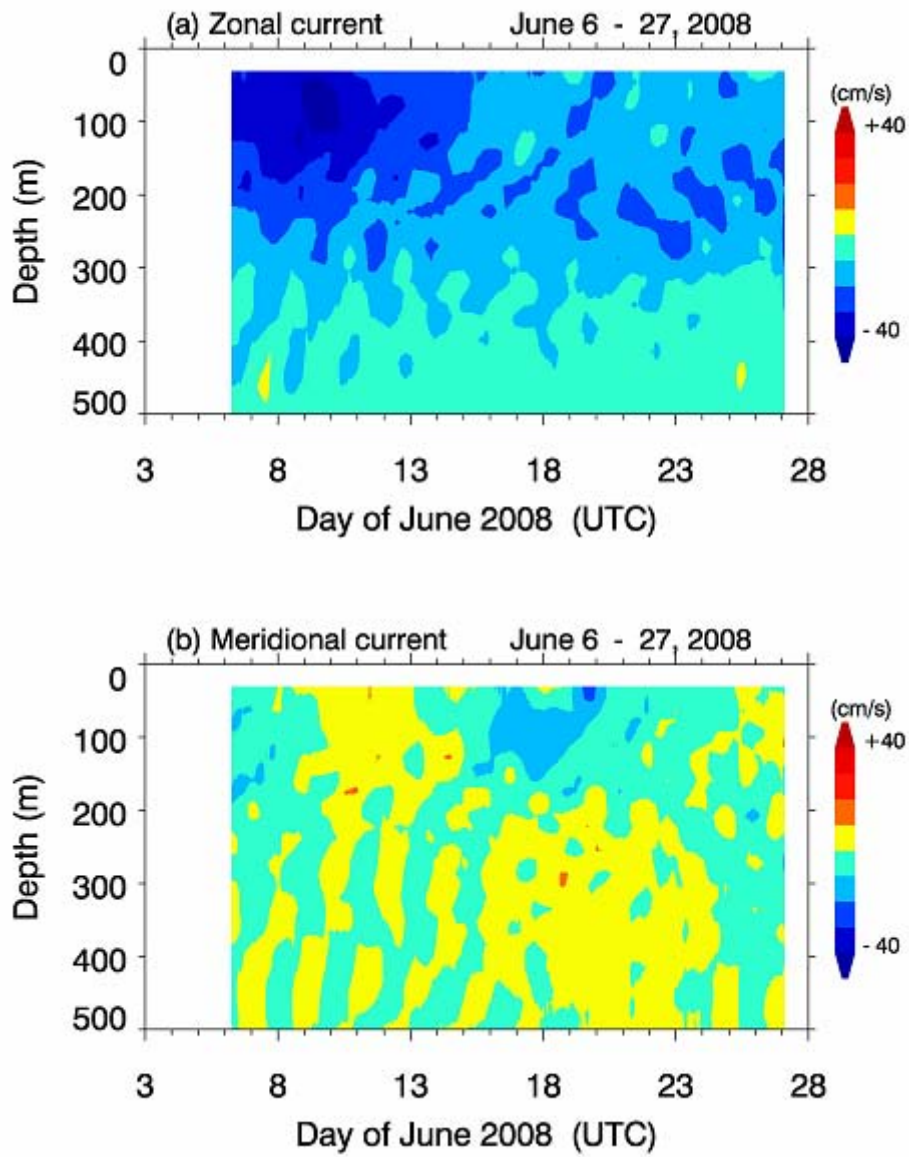 (a) Zonal current June 6 - 27, 2008
0
100
200
300
400
500
Depth (m)
3 8 13 18 23 28
Day of June 2008 (UTC)
(cm/s)
+40
- 40
(b) Meridional current June 6 - 27, 2008
0
100
200
300
400
500
Depth (m)
3 8 13 18 23 28
Day of June 2008 (UTC)
(cm/s)
+40
- 40